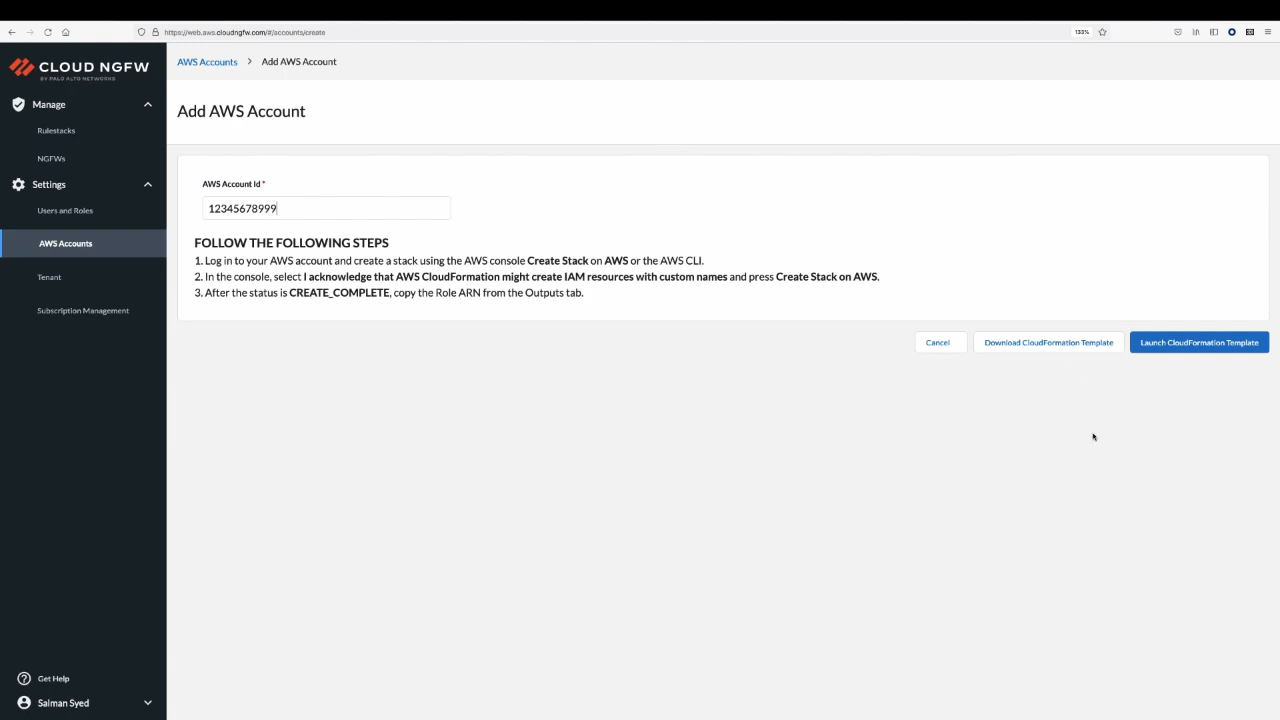 https://web.aws.cloudngfw.com/#/accounts/create
133%
CLOUD NGFW
BY PALO ALTO NETWORKS
AWS Accounts > Add AWS Account
Manage
Rulestacks
NGFWs
Settings
Users and Roles
AWS Accounts
Tenant
Subscription Management
Get Help
Salman Syed
Add AWS Account
AWS Account Id *
12345678999
FOLLOW THE FOLLOWING STEPS
1. Log in to your AWS account and create a stack using the AWS console Create Stack on AWS or the AWS CLI.
2. In the console, select I acknowledge that AWS CloudFormation might create IAM resources with custom names and press Create Stack on AWS.
3. After the status is CREATE_COMPLETE, copy the Role ARN from the Outputs tab.
Cancel
Download CloudFormation Template
Launch CloudFormation Template